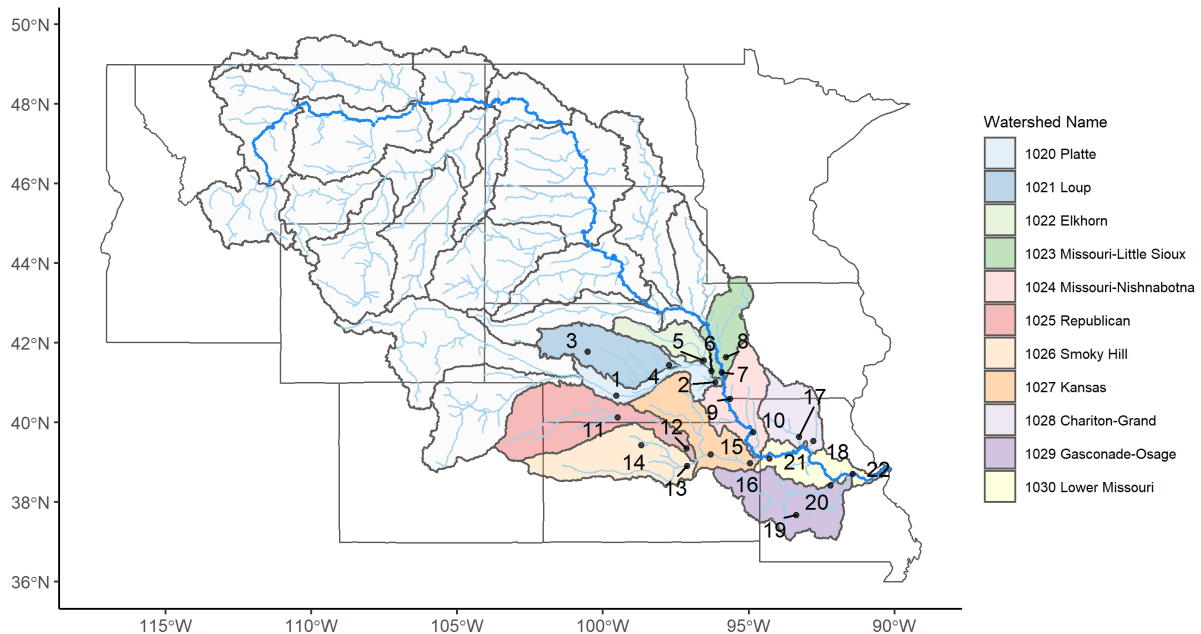 50°N
48°N
46°N
44°N
42°N
40°N
38°N
36°N
115°W
110°W
105°W
100°W
95°W
90°W
3
5
6
8
1
4
2
7
9
17
11
12
10
15
14
21
18
22
13
16
20
19
Watershed Name
1020 Platte
1021 Loup
1022 Elkhorn
1023 Missouri-Little Sioux
1024 Missouri-Nishnabotna
1025 Republican
1026 Smoky Hill
1027 Kansas
1028 Chariton-Grand
1029 Gasconade-Osage
1030 Lower Missouri